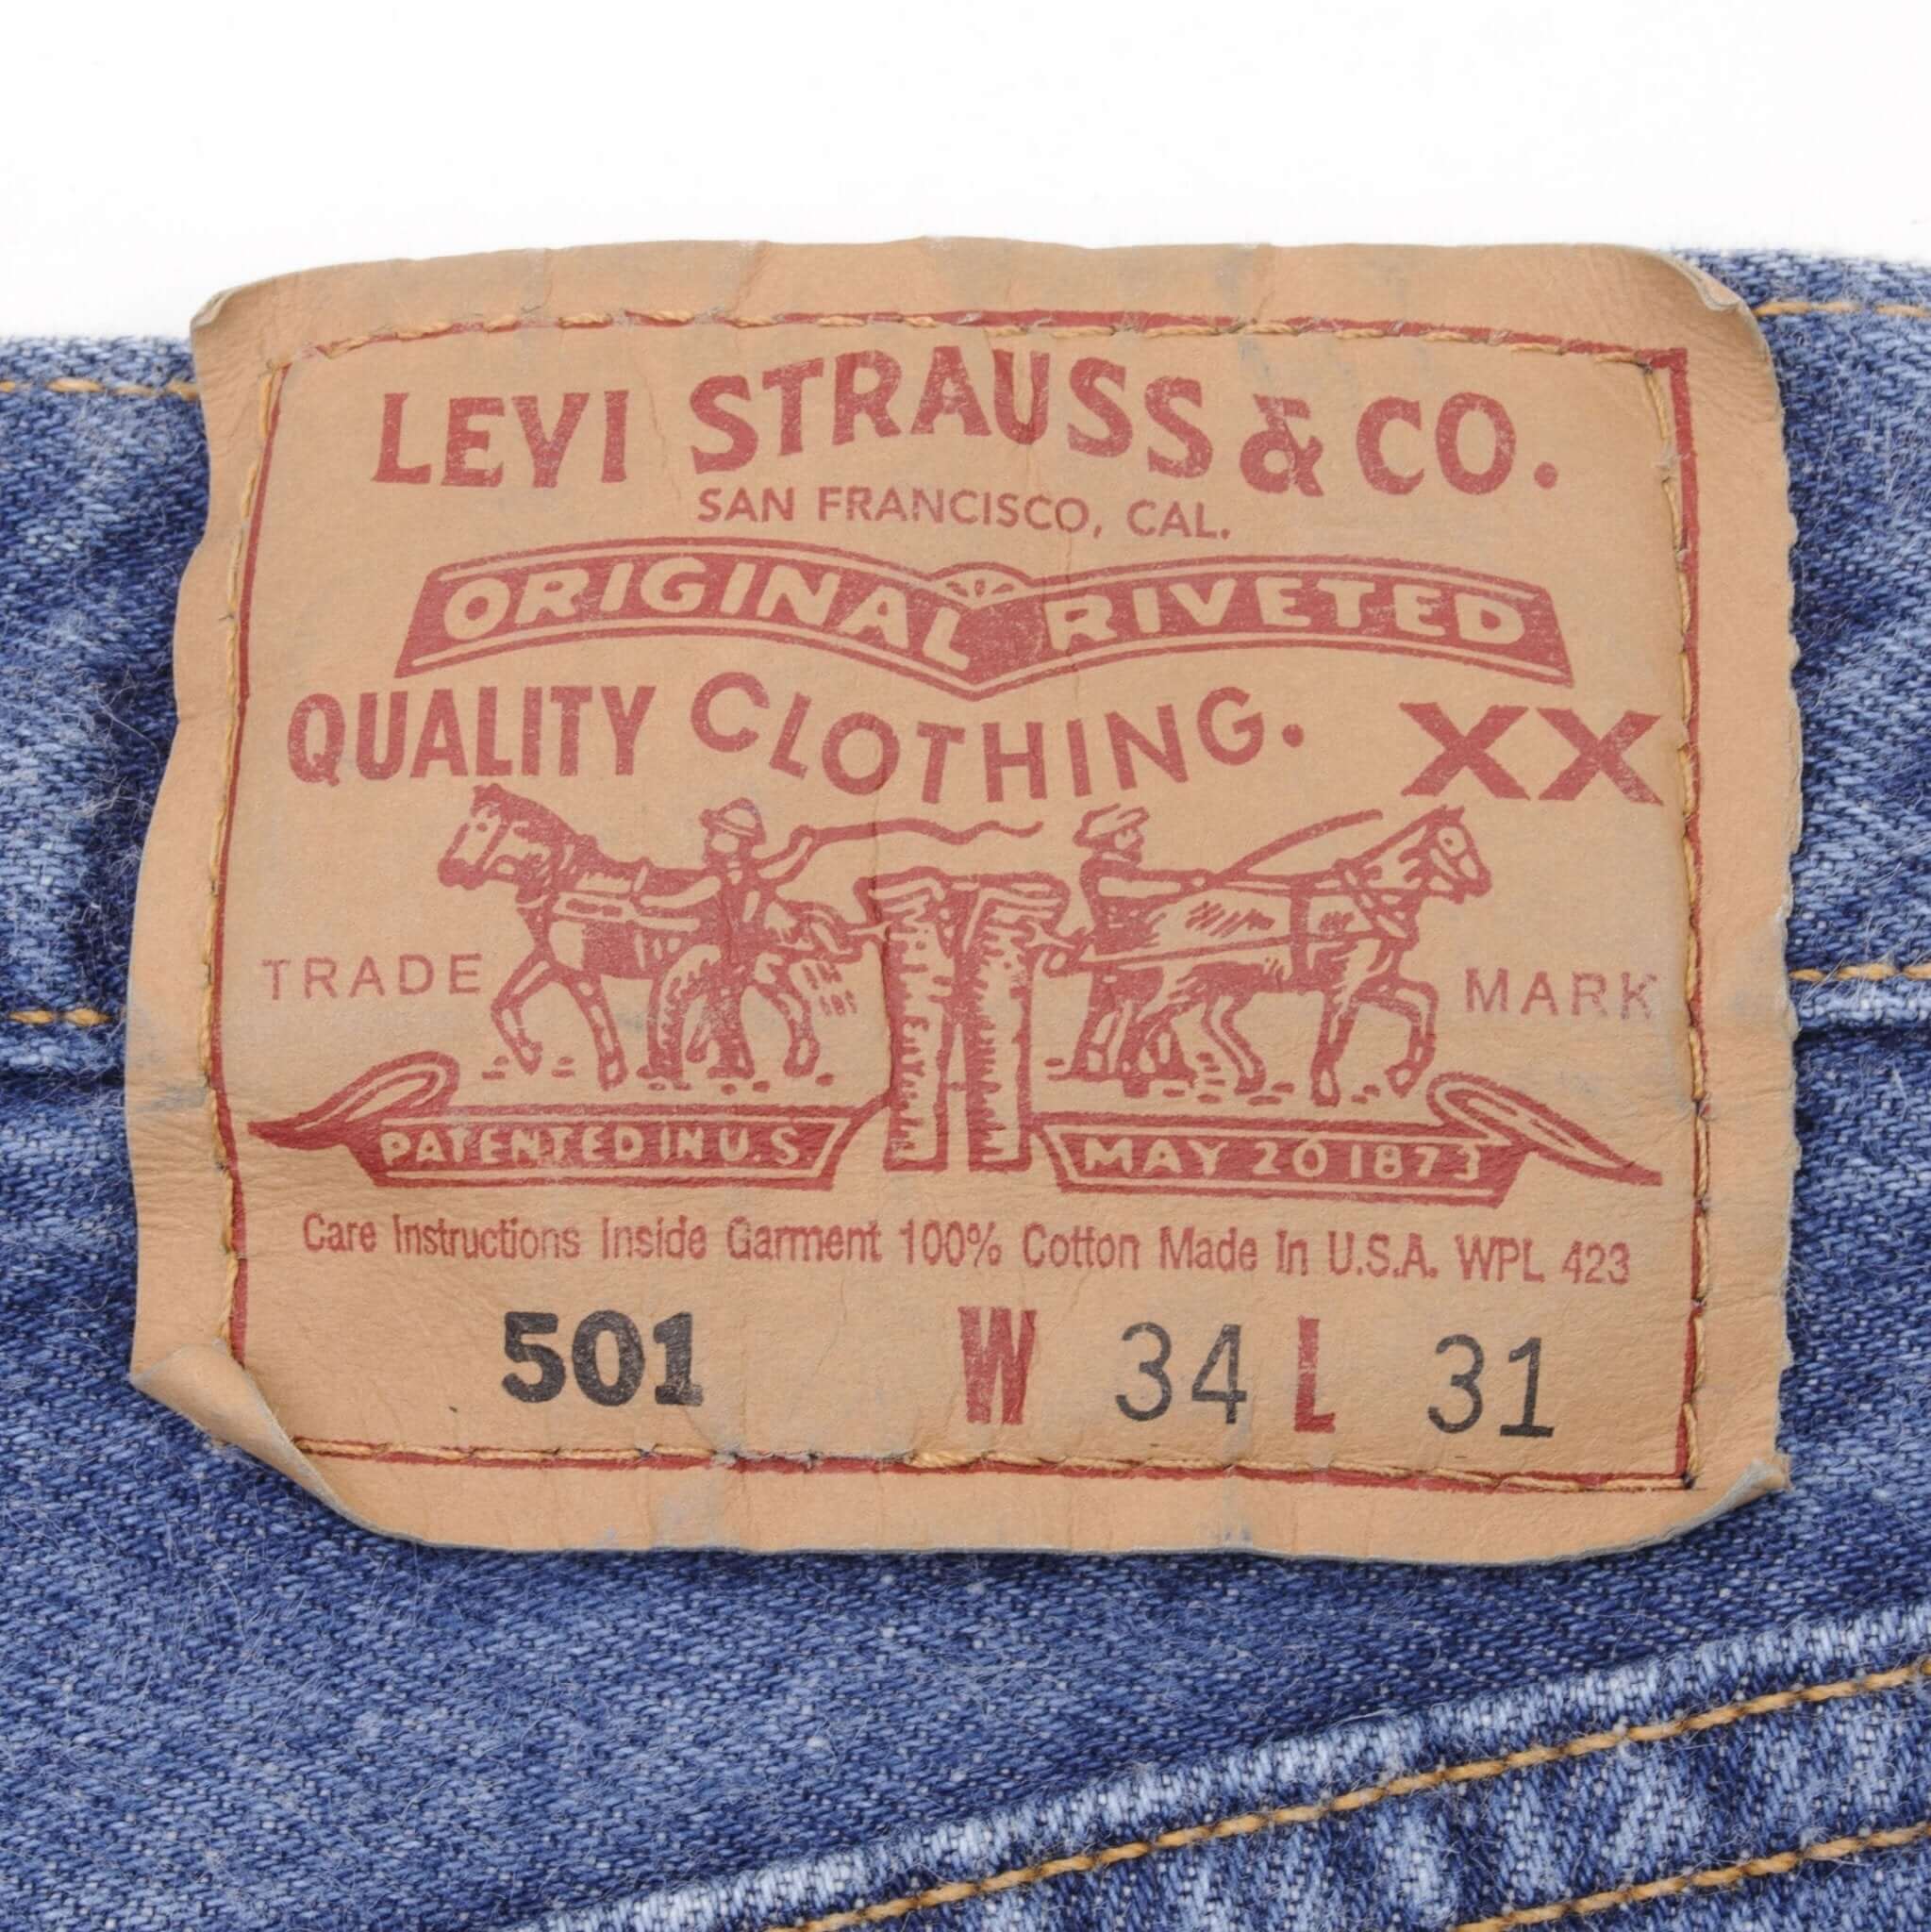 LEVI STRAUSS & CO.
SAN FRANCISCO, CAL.
ORIGINAL RIVETED
QUALITY CLOTHING. XX
TRADE MARK
PATENTED IN U.S. MAY 20 1873
Care Instructions Inside Garment 100% Cotton Made In U.S.A. WPL 423
501 W 34 L 31